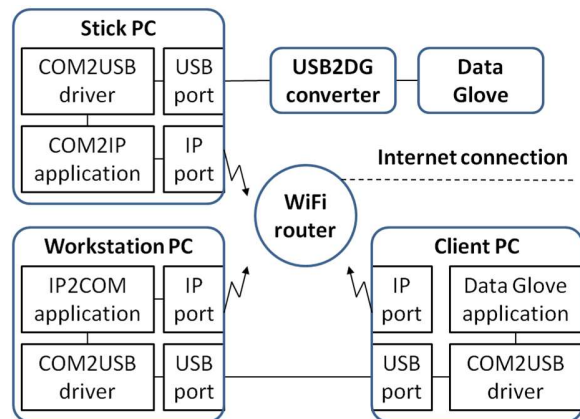 Stick PC
COM2USB
driver
USB
port
COM2IP
application
IP
port
USB2DG
converter
Data
Glove
Internet connection
WiFi
router
Workstation PC
IP2COM
application
IP
port
COM2USB
driver
USB
port
Client PC
IP
port
Data Glove
application
USB
port
COM2USB
driver